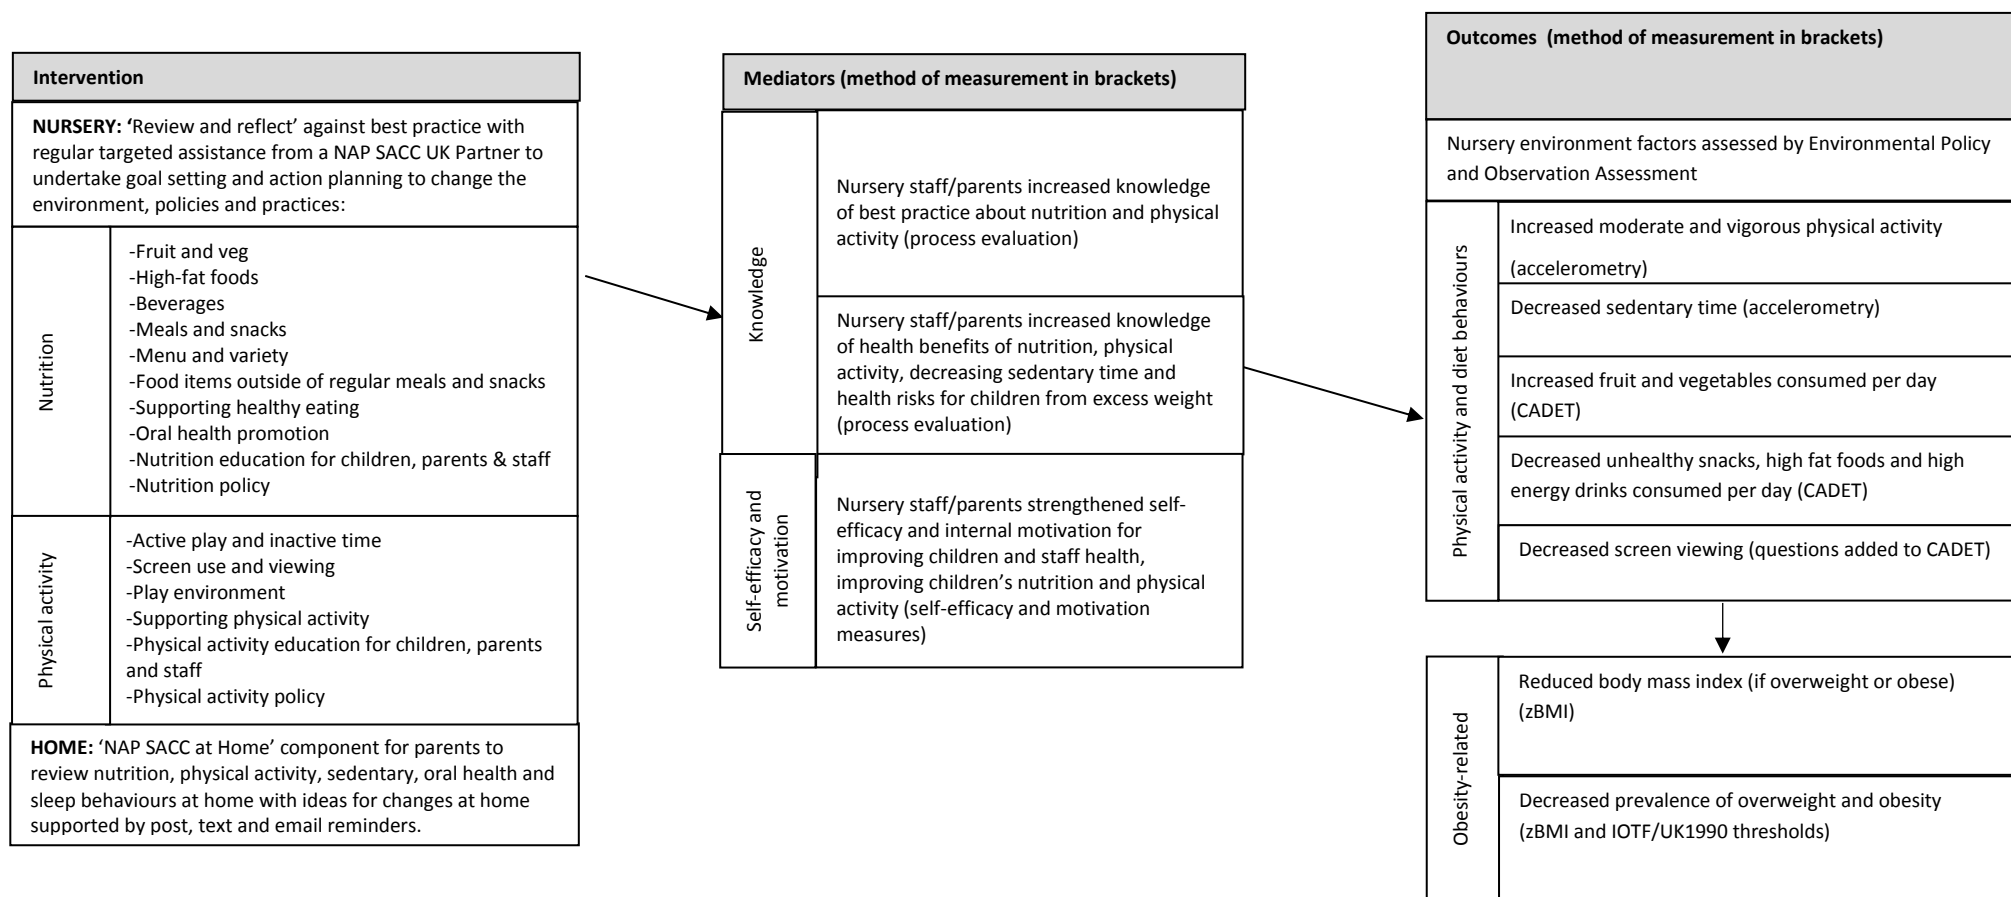 Intervention
NURSERY: ‘Review and reflect’ against best practice with
regular targeted assistance from a NAP SACC UK Partner to
undertake goal setting and action planning to change the
environment, policies and practices:
Nutrition
-Fruit and veg
-High-fat foods
-Beverages
-Meals and snacks
-Menu and variety
-Food items outside of regular meals and snacks
-Supporting healthy eating
-Oral health promotion
-Nutrition education for children, parents & staff
-Nutrition policy
Physical activity
-Active play and inactive time
-Screen use and viewing
-Play environment
-Supporting physical activity
-Physical activity education for children, parents
and staff
-Physical activity policy
HOME: ‘NAP SACC at Home’ component for parents to
review nutrition, physical activity, sedentary, oral health and
sleep behaviours at home with ideas for changes at home
supported by post, text and email reminders.
Mediators (method of measurement in brackets)
Knowledge
Nursery staff/parents increased knowledge
of best practice about nutrition and physical
activity (process evaluation)
Nursery staff/parents increased knowledge
of health benefits of nutrition, physical
activity, decreasing sedentary time and
health risks for children from excess weight
(process evaluation)
Self-efficacy and
motivation
Nursery staff/parents strengthened self-
efficacy and internal motivation for
improving children and staff health,
improving children’s nutrition and physical
activity (self-efficacy and motivation
measures)
Outcomes (method of measurement in brackets)
Nursery environment factors assessed by Environmental Policy
and Observation Assessment
Physical activity and diet behaviours
Increased moderate and vigorous physical activity
(accelerometry)
Decreased sedentary time (accelerometry)
Increased fruit and vegetables consumed per day
(CADET)
Decreased unhealthy snacks, high fat foods and high
energy drinks consumed per day (CADET)
Decreased screen viewing (questions added to CADET)
Obesity-related
Reduced body mass index (if overweight or obese)
(zBMI)
Decreased prevalence of overweight and obesity
(zBMI and IOTF/UK1990 thresholds)